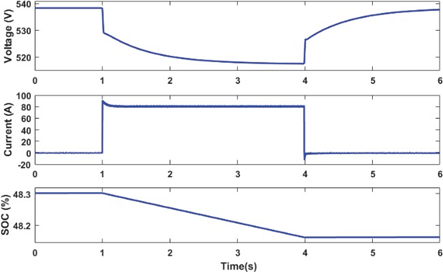 Voltage (V)
540
530
520
0 1 2 3 4 5 6
Current (A)
100
80
60
40
20
0
-20
0 1 2 3 4 5 6
SOC (%)
48.3
48.2
0 1 2 3 4 5 6
Time(s)